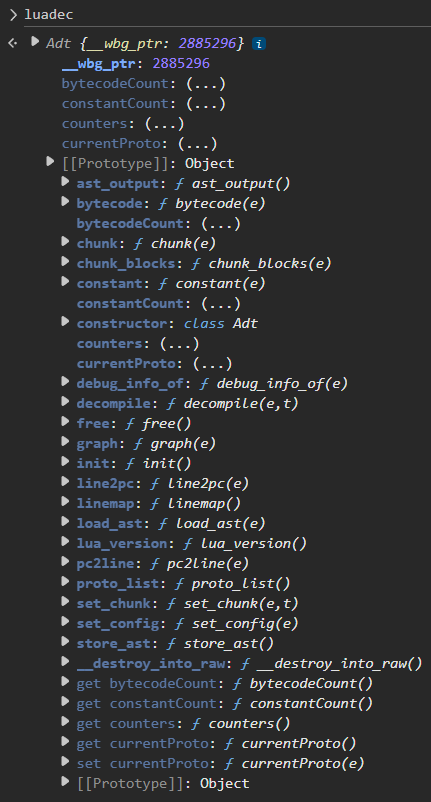 > luadec
Adt {__wbg_ptr: 2885296} i
__wbg_ptr: 2885296
bytecodeCount: (...)
constantCount: (...)
counters: (...)
currentProto: (...)
[[Prototype]]: Object
ast_output: ƒ ast_output()
bytecode: ƒ bytecode(e)
bytecodeCount: (...)
chunk: ƒ chunk(e)
chunk_blocks: ƒ chunk_blocks(e)
constant: ƒ constant(e)
constantCount: (...)
constructor: class Adt
counters: (...)
currentProto: (...)
debug_info_of: ƒ debug_info_of(e)
decompile: ƒ decompile(e,t)
free: ƒ free()
graph: ƒ graph(e)
init: ƒ init()
line2pc: ƒ line2pc(e)
linemap: ƒ linemap()
load_ast: ƒ load_ast(e)
lua_version: ƒ lua_version()
pc2line: ƒ pc2line(e)
proto_list: ƒ proto_list()
set_chunk: ƒ set_chunk(e,t)
set_config: ƒ set_config(e)
store_ast: ƒ store_ast()
__destroy_into_raw: ƒ __destroy_into_raw()
get bytecodeCount: ƒ bytecodeCount()
get constantCount: ƒ constantCount()
get counters: ƒ counters()
get currentProto: ƒ currentProto()
set currentProto: ƒ currentProto(e)
[[Prototype]]: Object